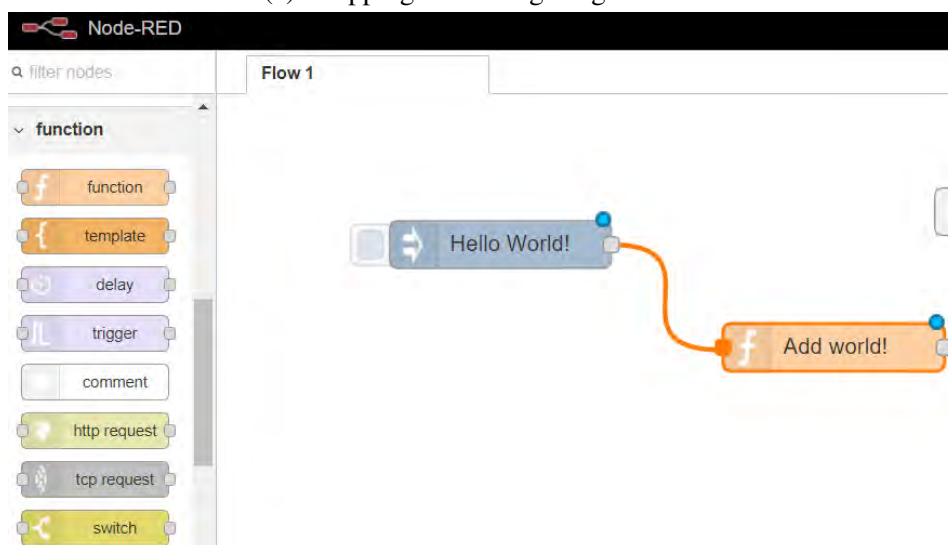 Node-RED
filter nodes
Flow 1
function
function
template
delay
trigger
comment
http request
tcp request
switch
Hello World!
Add world!